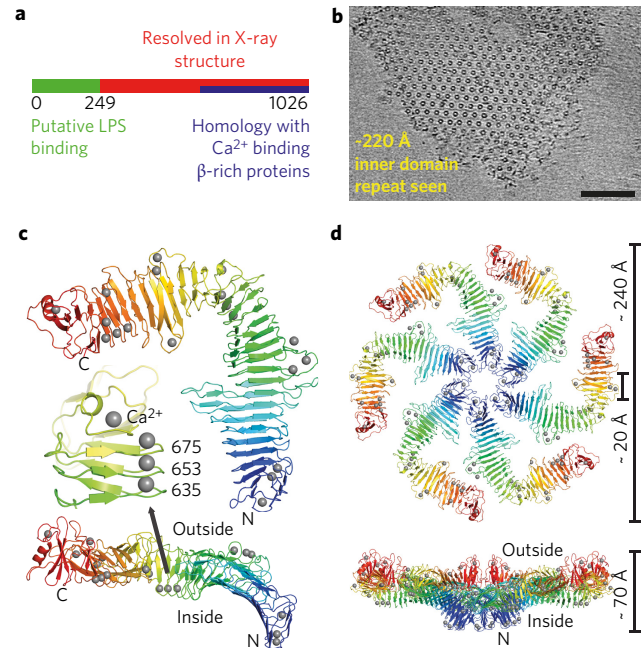 a
Resolved in X-ray
structure
0
249
1026
Putative LPS
binding
Homology with
Ca²⁺ binding
β-rich proteins
b
~220 Å
inner domain
repeat seen
c
C
Ca²⁺
675
653
635
N
Outside
C
Inside
N
d
~ 240 Å
~ 20 Å
Outside
Inside
N
~ 70 Å